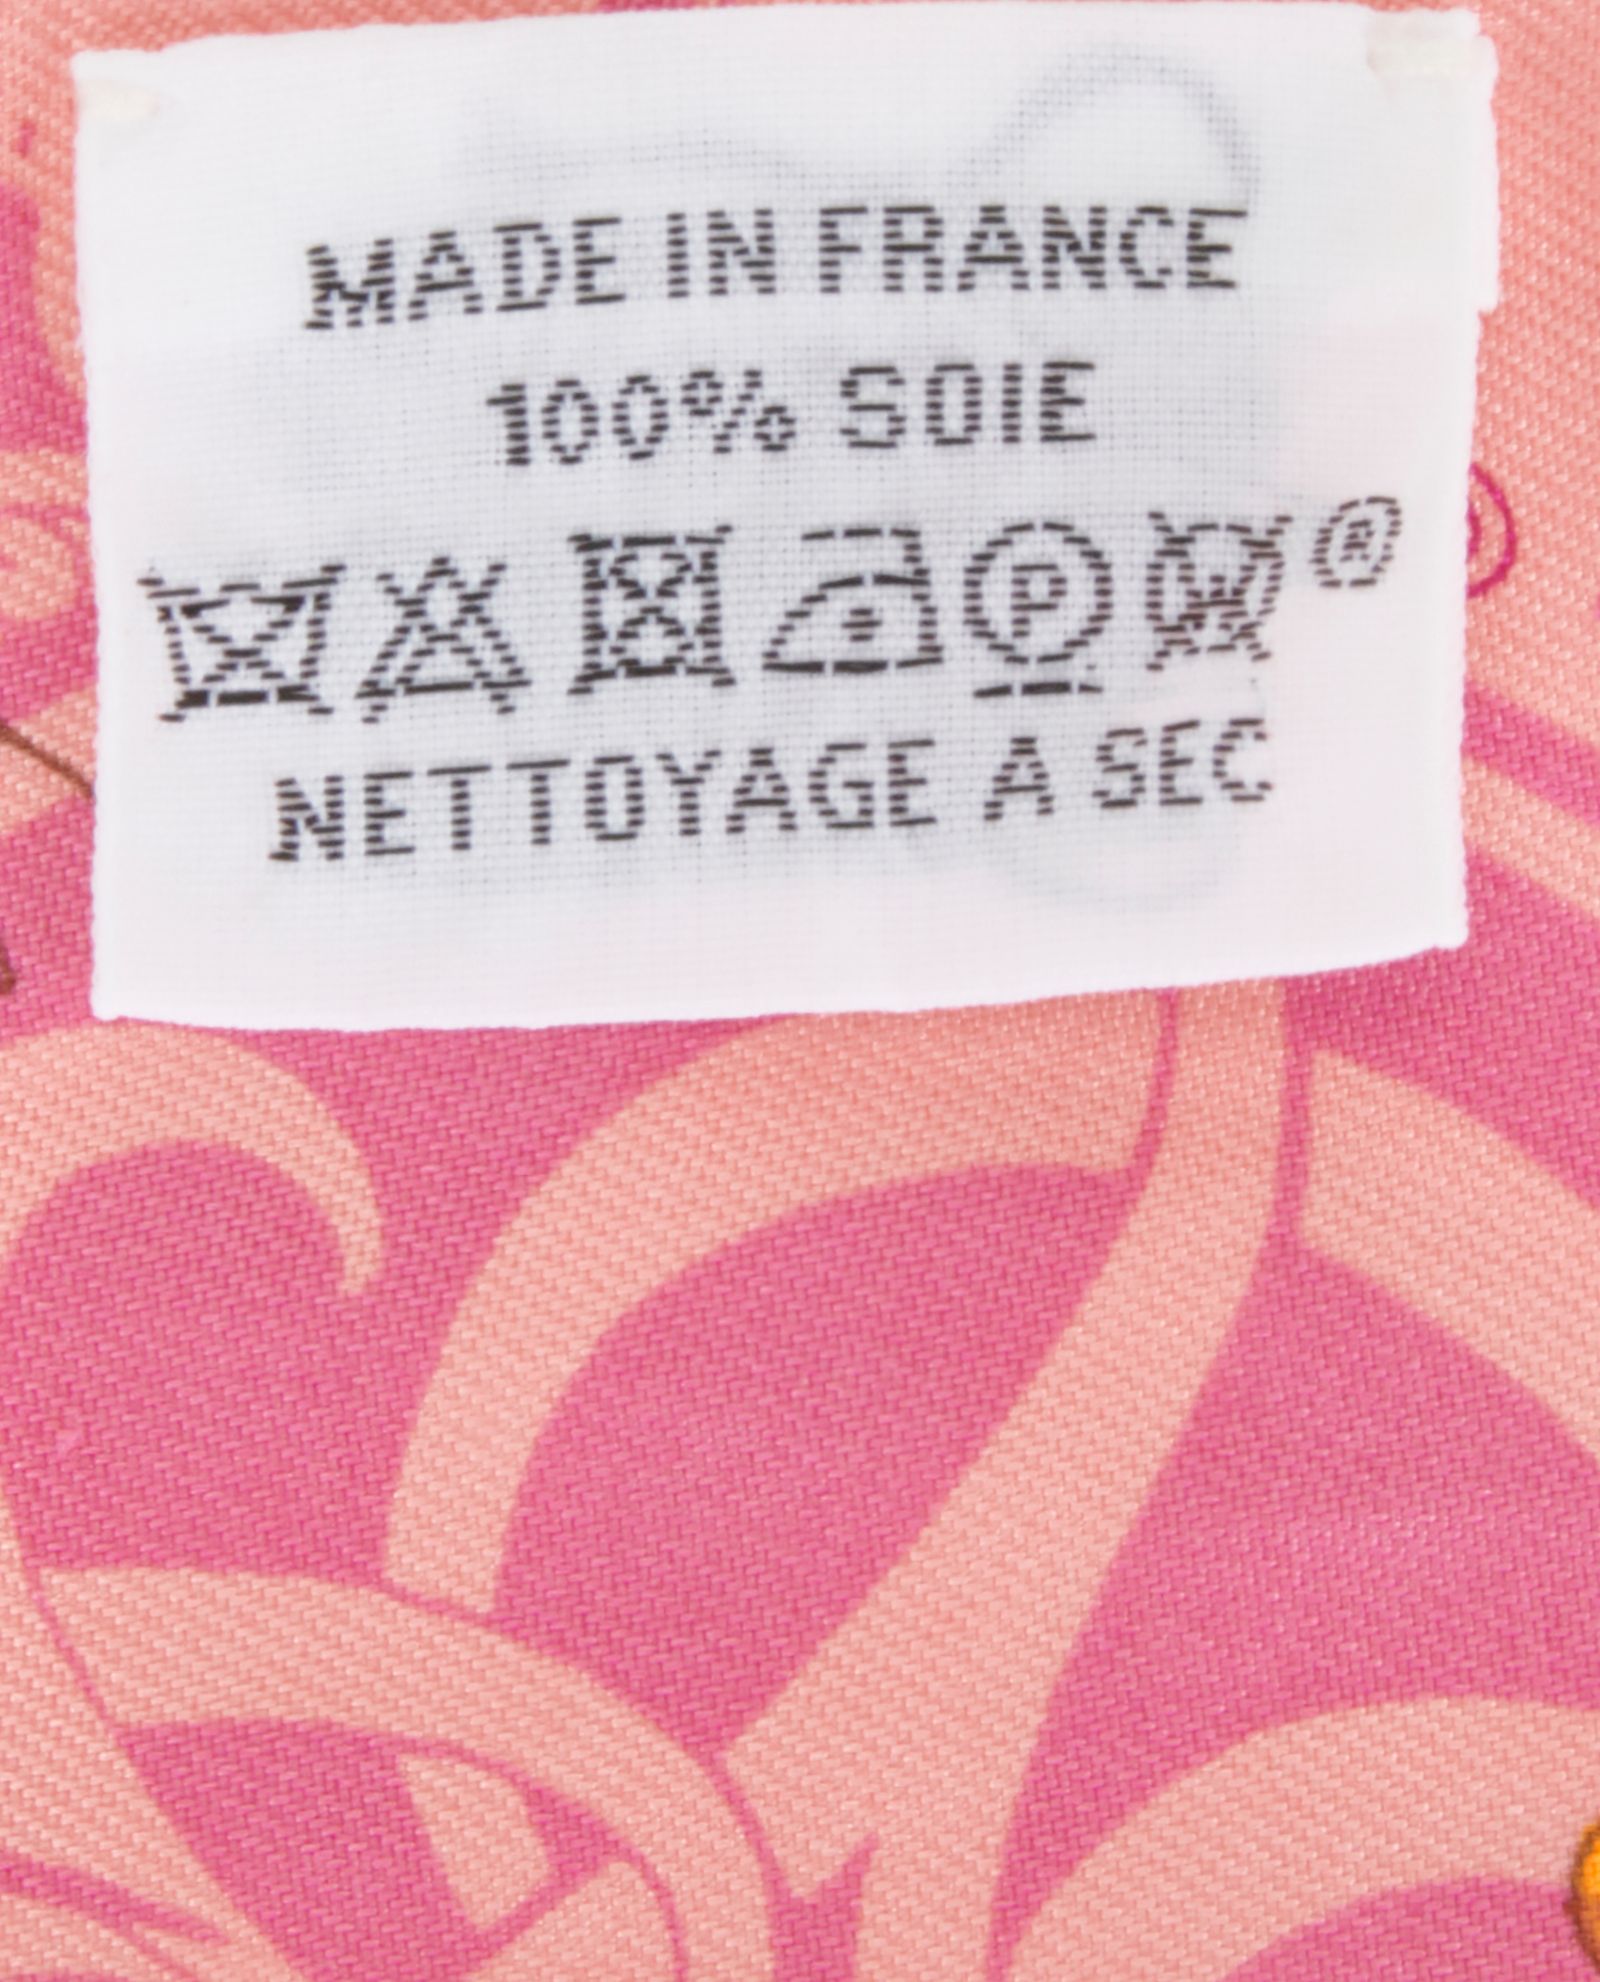 MADE IN FRANCE
100% SOIE
P W ®
NETTOYAGE A SEC